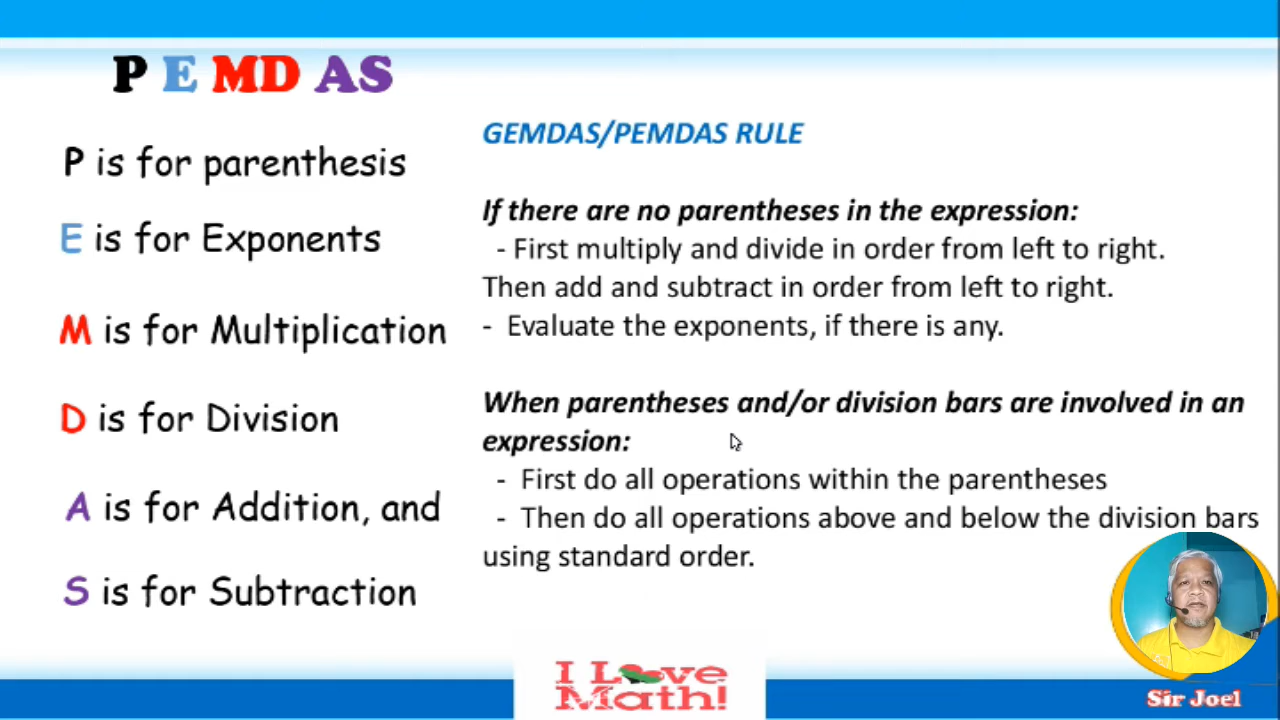 P E MD AS
P is for parenthesis
E is for Exponents
M is for Multiplication
D is for Division
A is for Addition, and
S is for Subtraction
GEMDAS/PEMDAS RULE
If there are no parentheses in the expression:
- First multiply and divide in order from left to right.
Then add and subtract in order from left to right.
- Evaluate the exponents, if there is any.
When parentheses and/or division bars are involved in an
expression:
- First do all operations within the parentheses
- Then do all operations above and below the division bars
using standard order.
I Love
Math!
Sir Joel